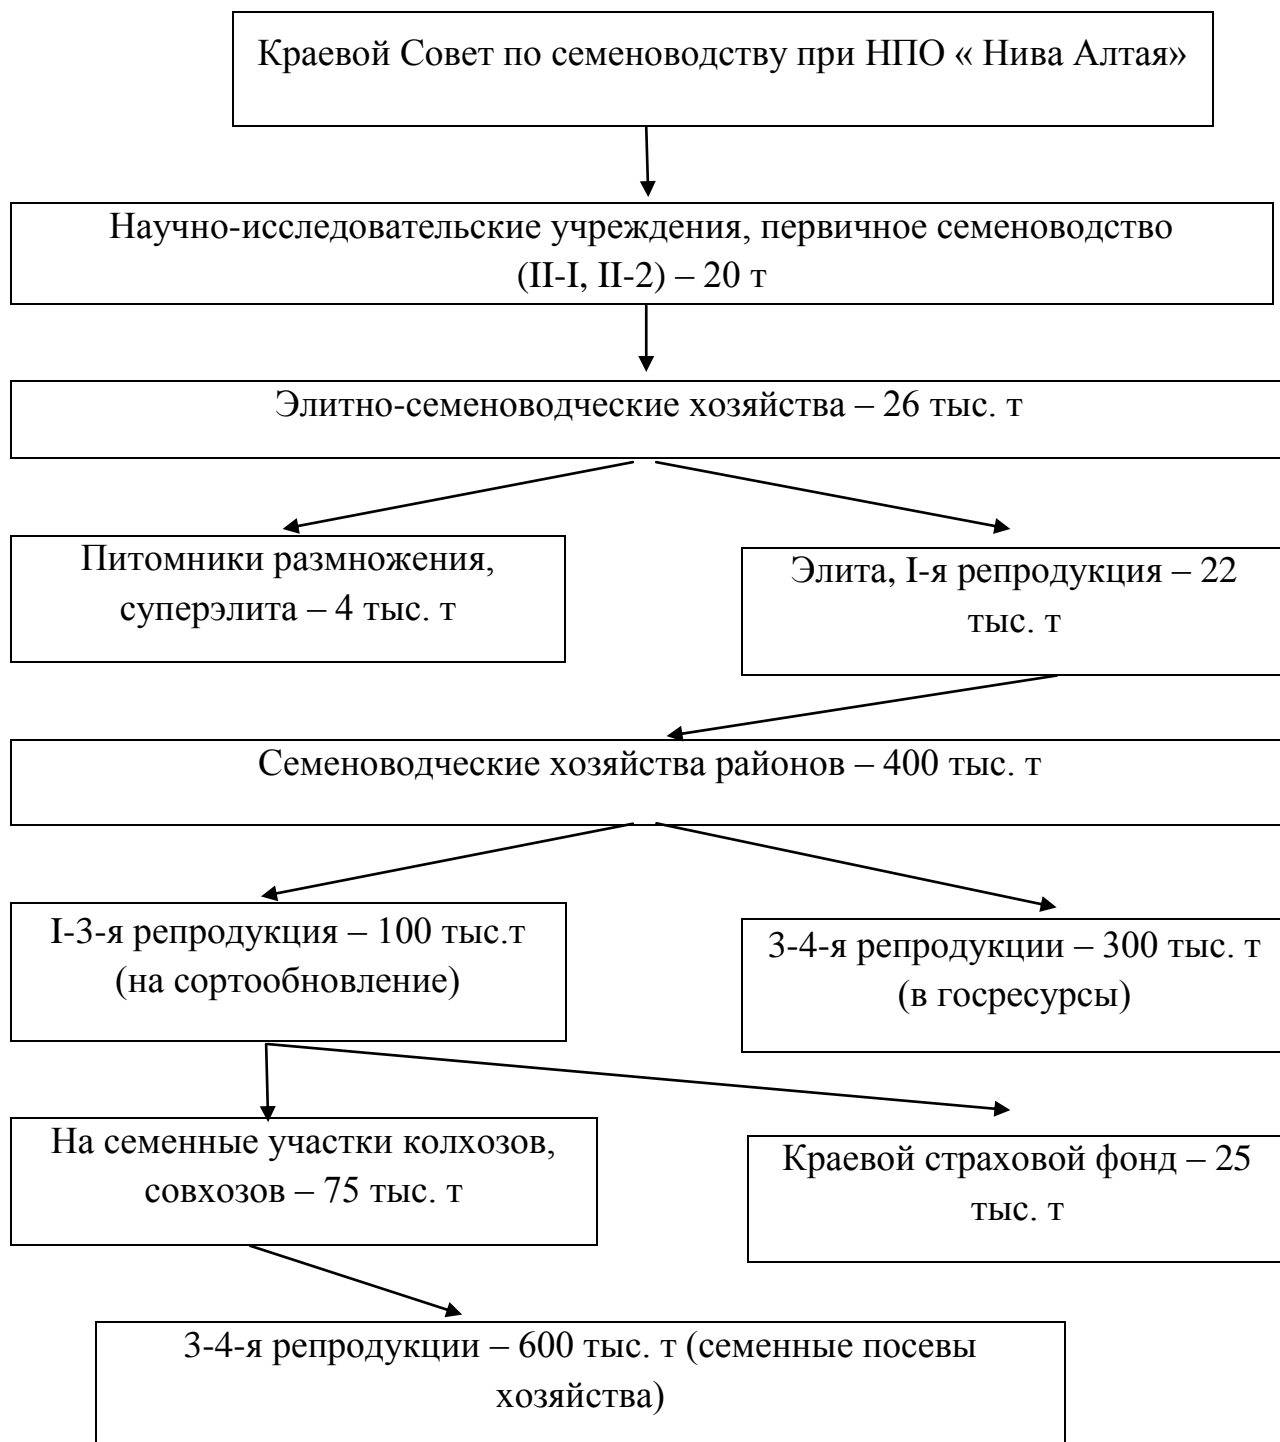 Краевой Совет по семеноводству при НПО « Нива Алтая»
Научно-исследовательские учреждения, первичное семеноводство
(II-I, II-2) – 20 т
Элитно-семеноводческие хозяйства – 26 тыс. т
Питомники размножения,
суперэлита – 4 тыс. т
Элита, I-я репродукция – 22
тыс. т
Семеноводческие хозяйства районов – 400 тыс. т
I-3-я репродукция – 100 тыс.т
(на сортообновление)
3-4-я репродукции – 300 тыс. т
(в госресурсы)
На семенные участки колхозов,
совхозов – 75 тыс. т
Краевой страховой фонд – 25
тыс. т
3-4-я репродукции – 600 тыс. т (семенные посевы
хозяйства)